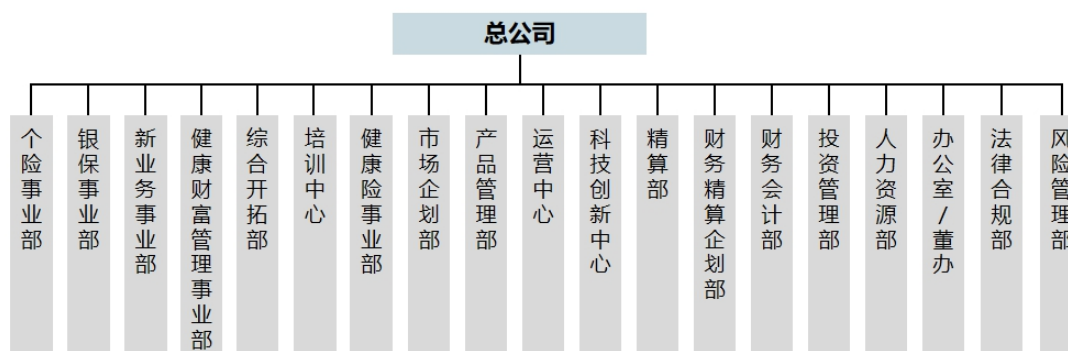 总公司
个险事业部
银保事业部
新业务事业部
健康财富管理事业部
综合开拓部
培训中心
健康险事业部
市场企划部
产品管理部
运营中心
科技创新中心
精算部
财务精算企划部
财务会计部
投资管理部
人力资源部
办公室/董办
法律合规部
风险管理部